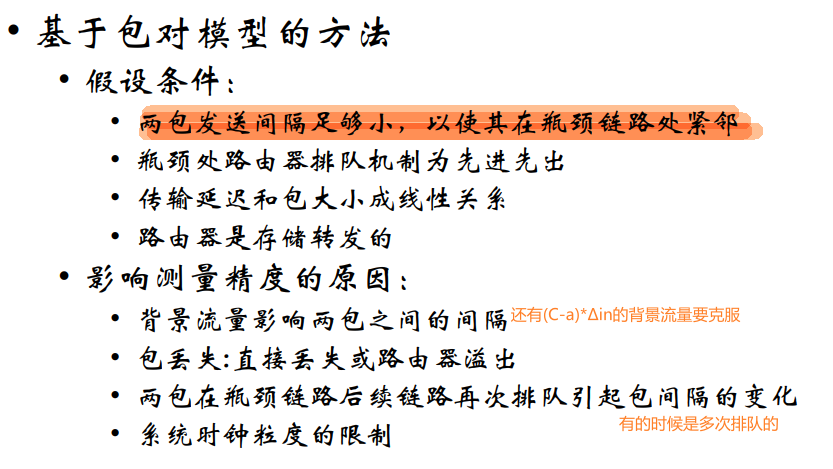 • 基于包对模型的方法
• 假设条件：
• 两包发送间隔足够小，以使其在瓶颈链路处紧邻
• 瓶颈处路由器排队机制为先进先出
• 传输延迟和包大小成线性关系
• 路由器是存储转发的
• 影响测量精度的原因：
• 背景流量影响两包之间的间隔 还有(C-a)*Δin的背景流量要克服
• 包丢失:直接丢失或路由器溢出
• 两包在瓶颈链路后续链路再次排队引起包间隔的变化
有的时候是多次排队的
• 系统时钟粒度的限制